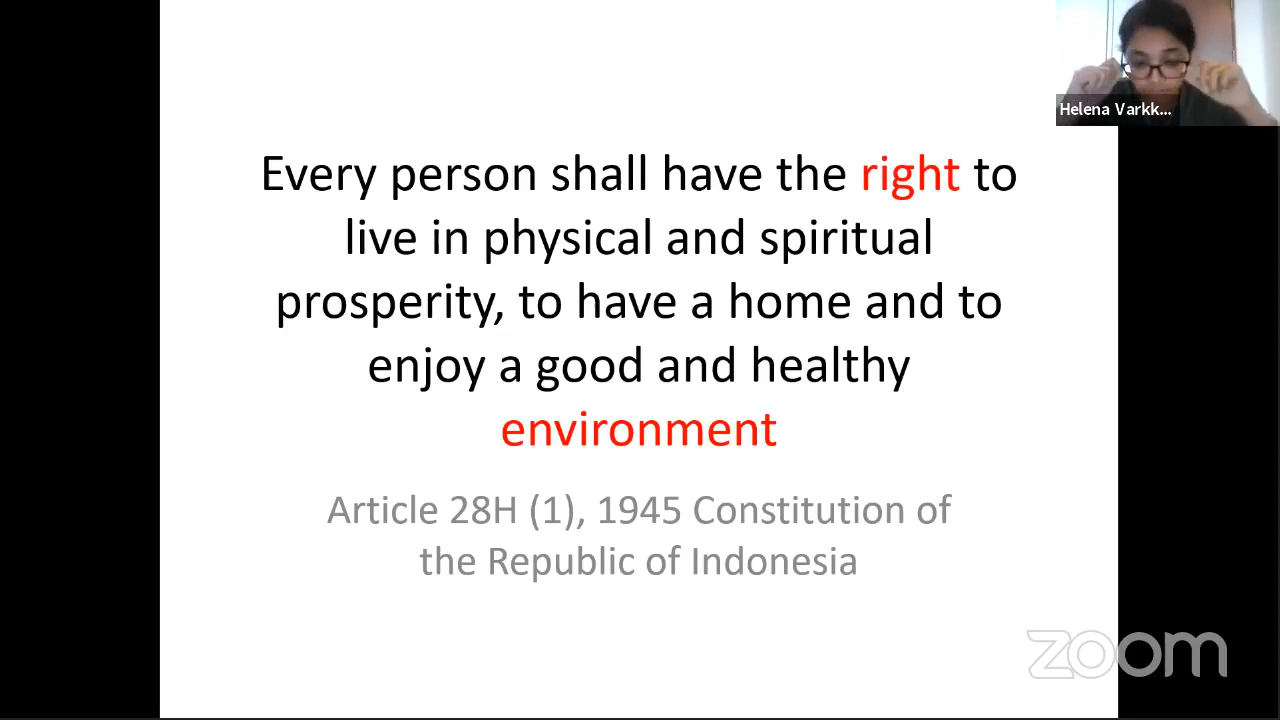 Helena Varkk...
Every person shall have the right to
live in physical and spiritual
prosperity, to have a home and to
enjoy a good and healthy
environment
Article 28H (1), 1945 Constitution of
the Republic of Indonesia
zoom